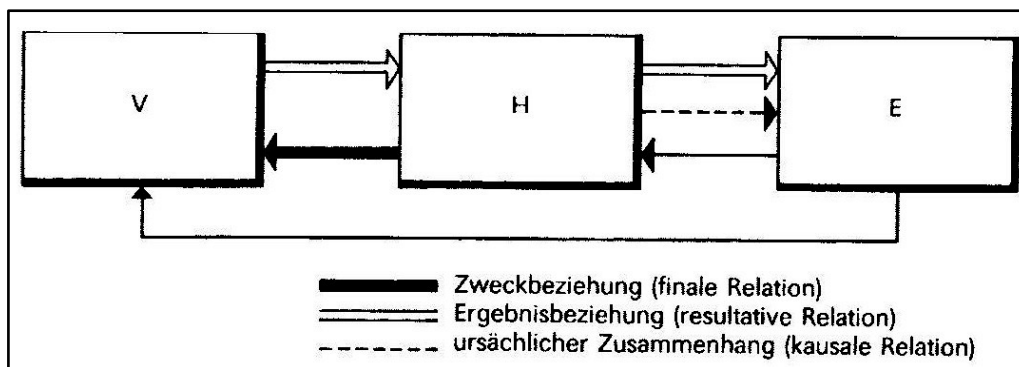 V
H
E
Zweckbeziehung (finale Relation)
Ergebnisbeziehung (resultative Relation)
ursächlicher Zusammenhang (kausale Relation)